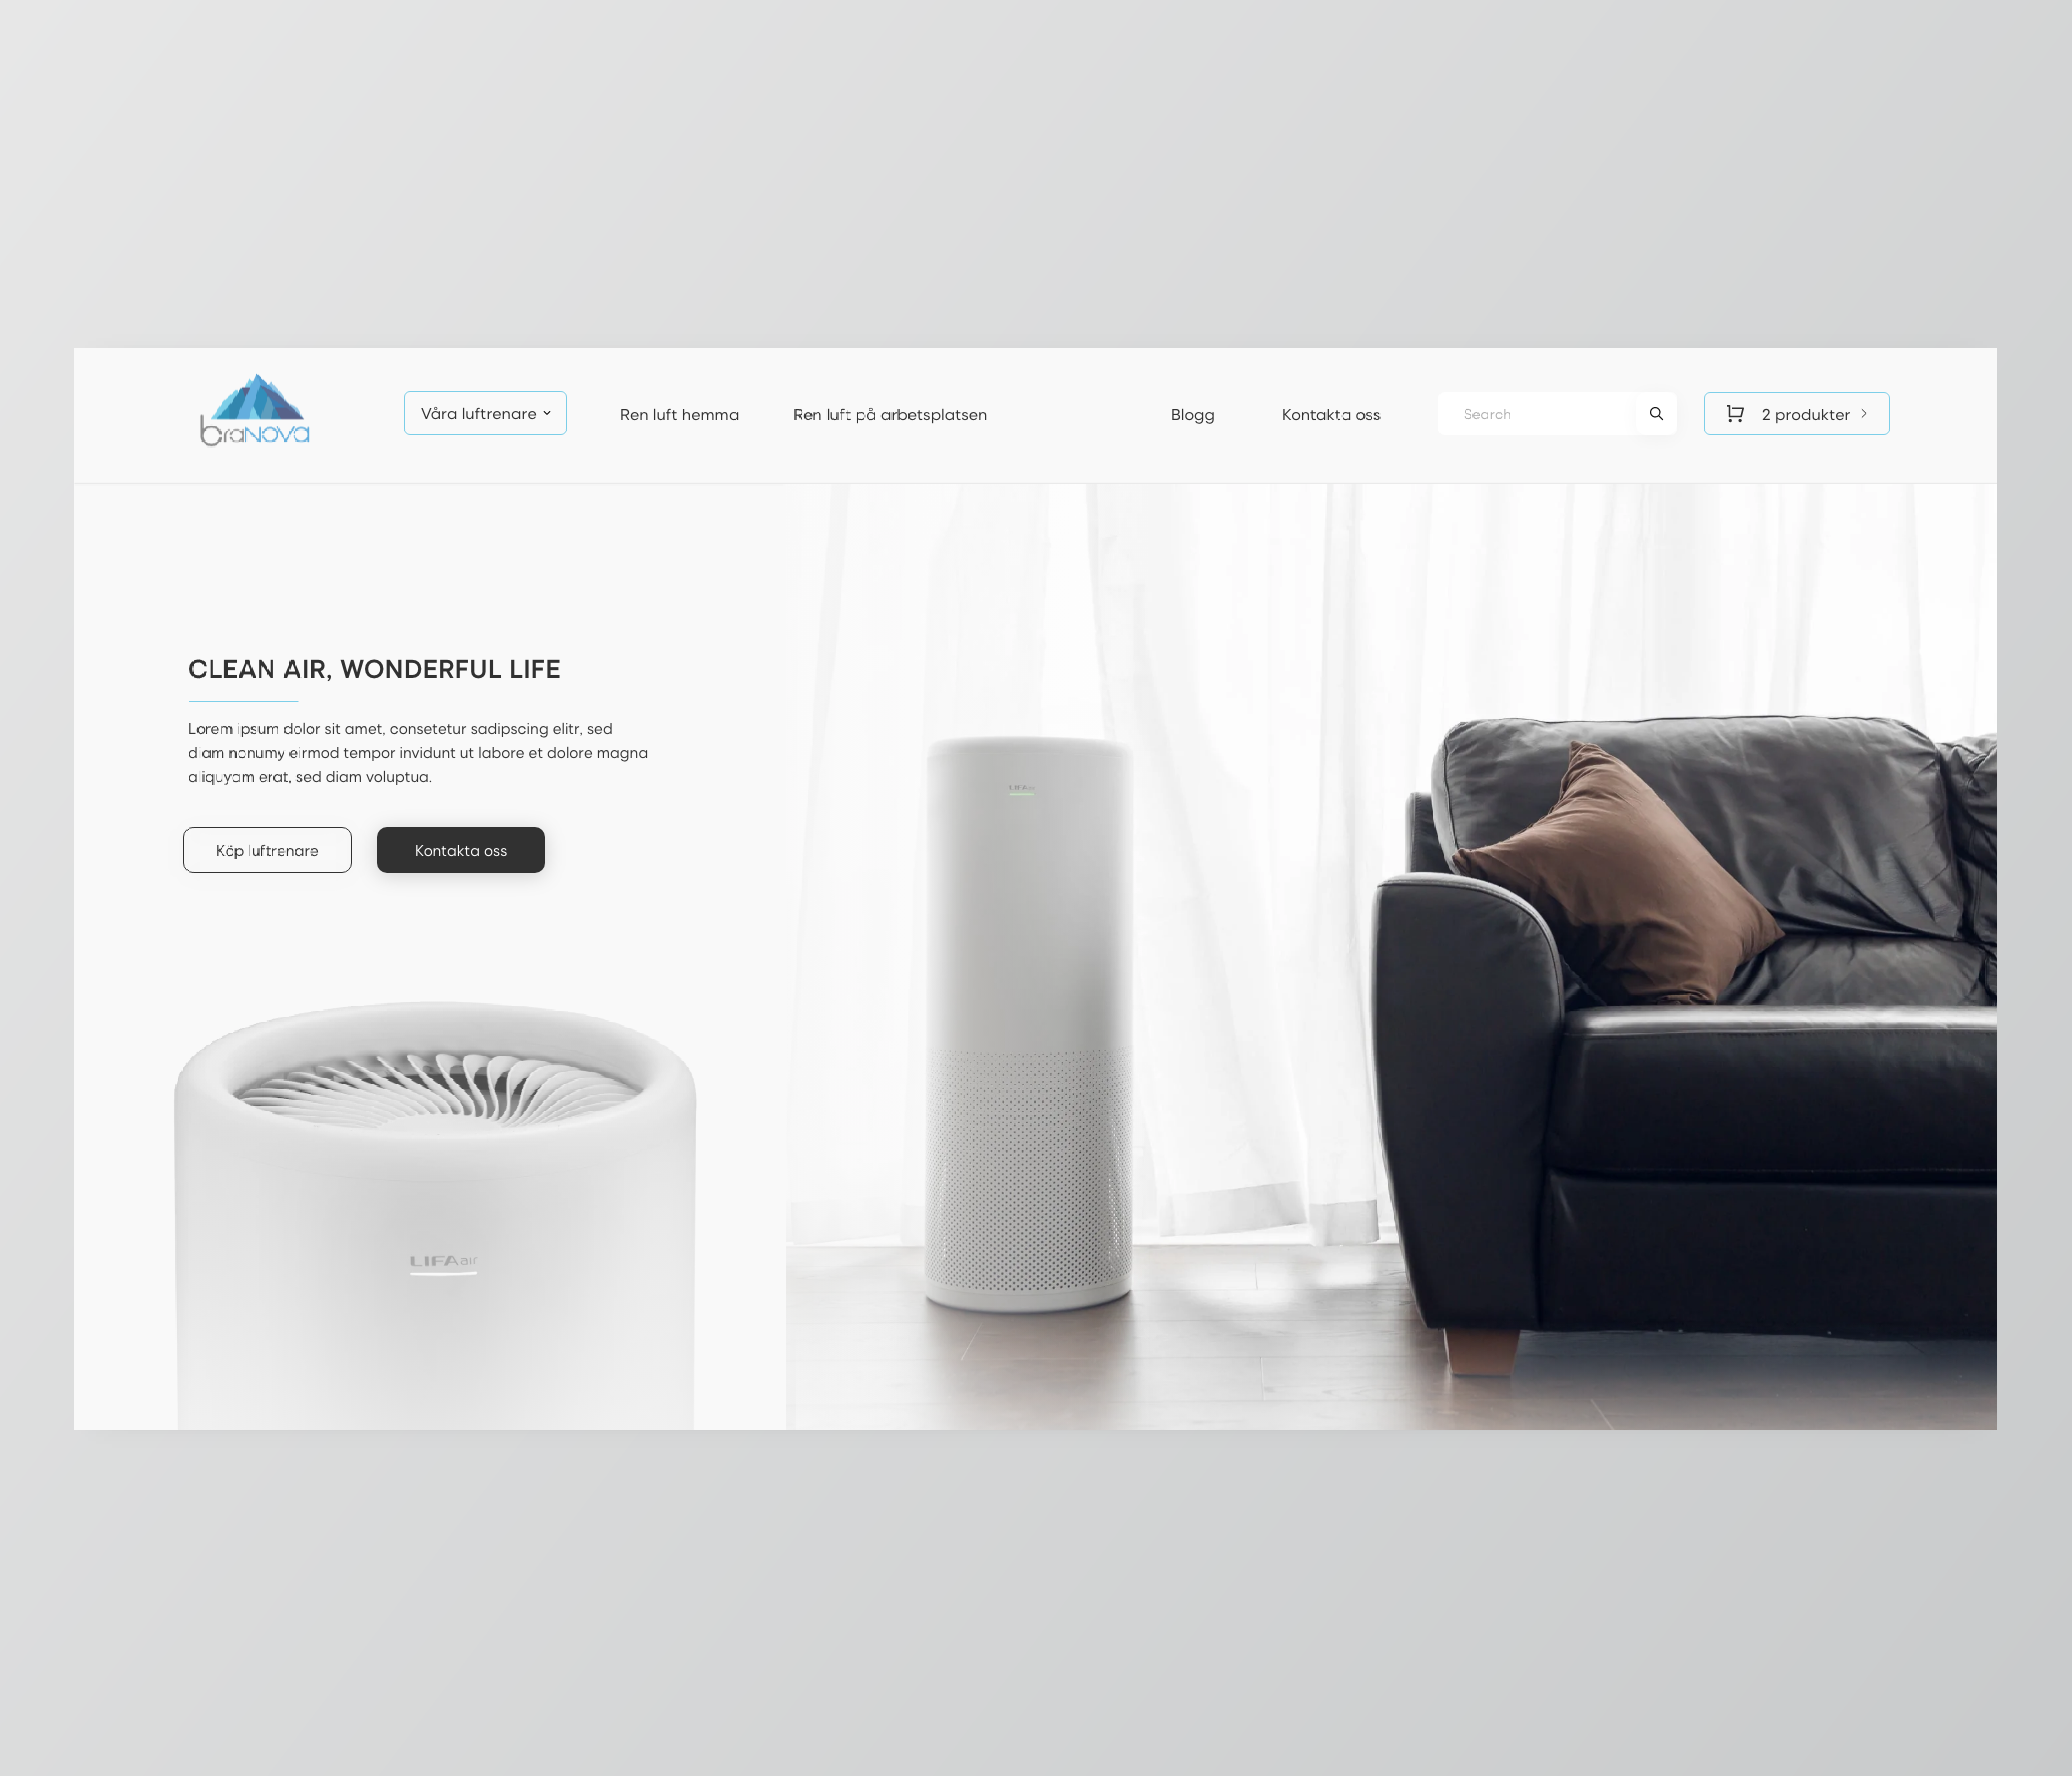 braNova
Våra luftrenare
Ren luft hemma
Ren luft på arbetsplatsen
Blogg
Kontakta oss
Search
2 produkter
CLEAN AIR, WONDERFUL LIFE
Lorem ipsum dolor sit amet, consetetur sadipscing elitr, sed
diam nonumy eirmod tempor invidunt ut labore et dolore magna
aliquyam erat, sed diam voluptua.
Köp luftrenare
Kontakta oss
LIFAair
LIFAair